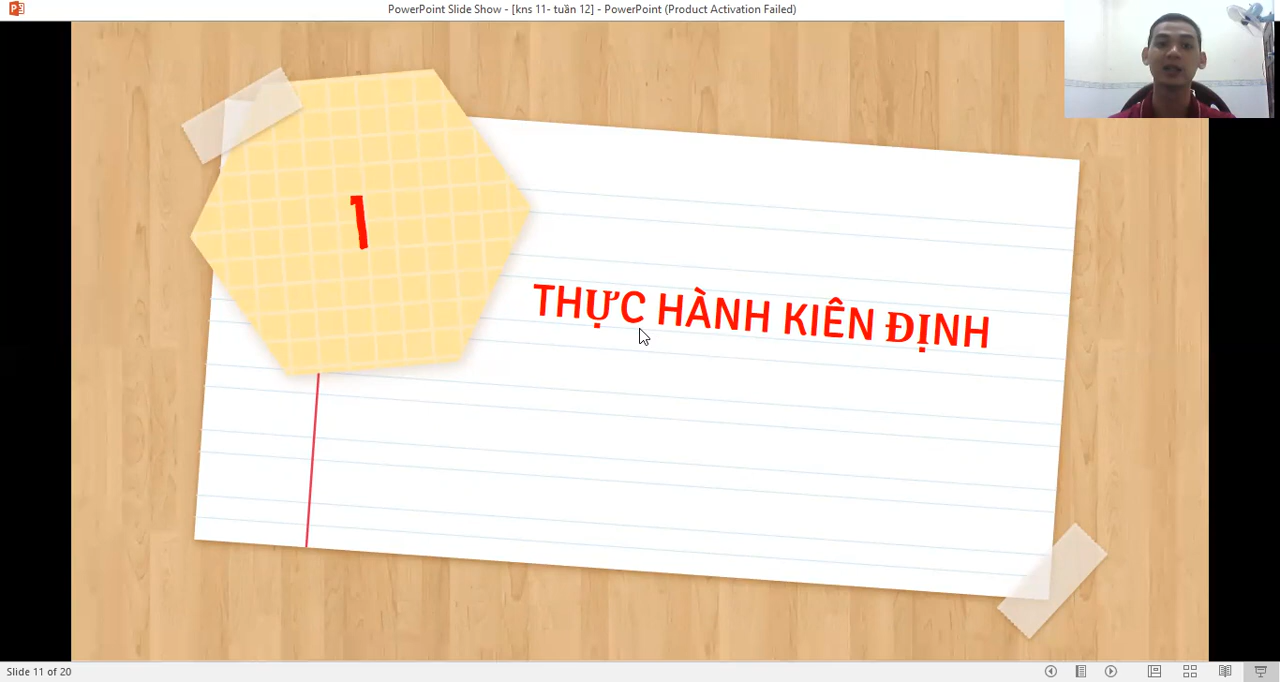 PowerPoint Slide Show - [kns 11- tuần 12] - PowerPoint (Product Activation Failed)
1
THỰC HÀNH KIÊN ĐỊNH
Slide 11 of 20